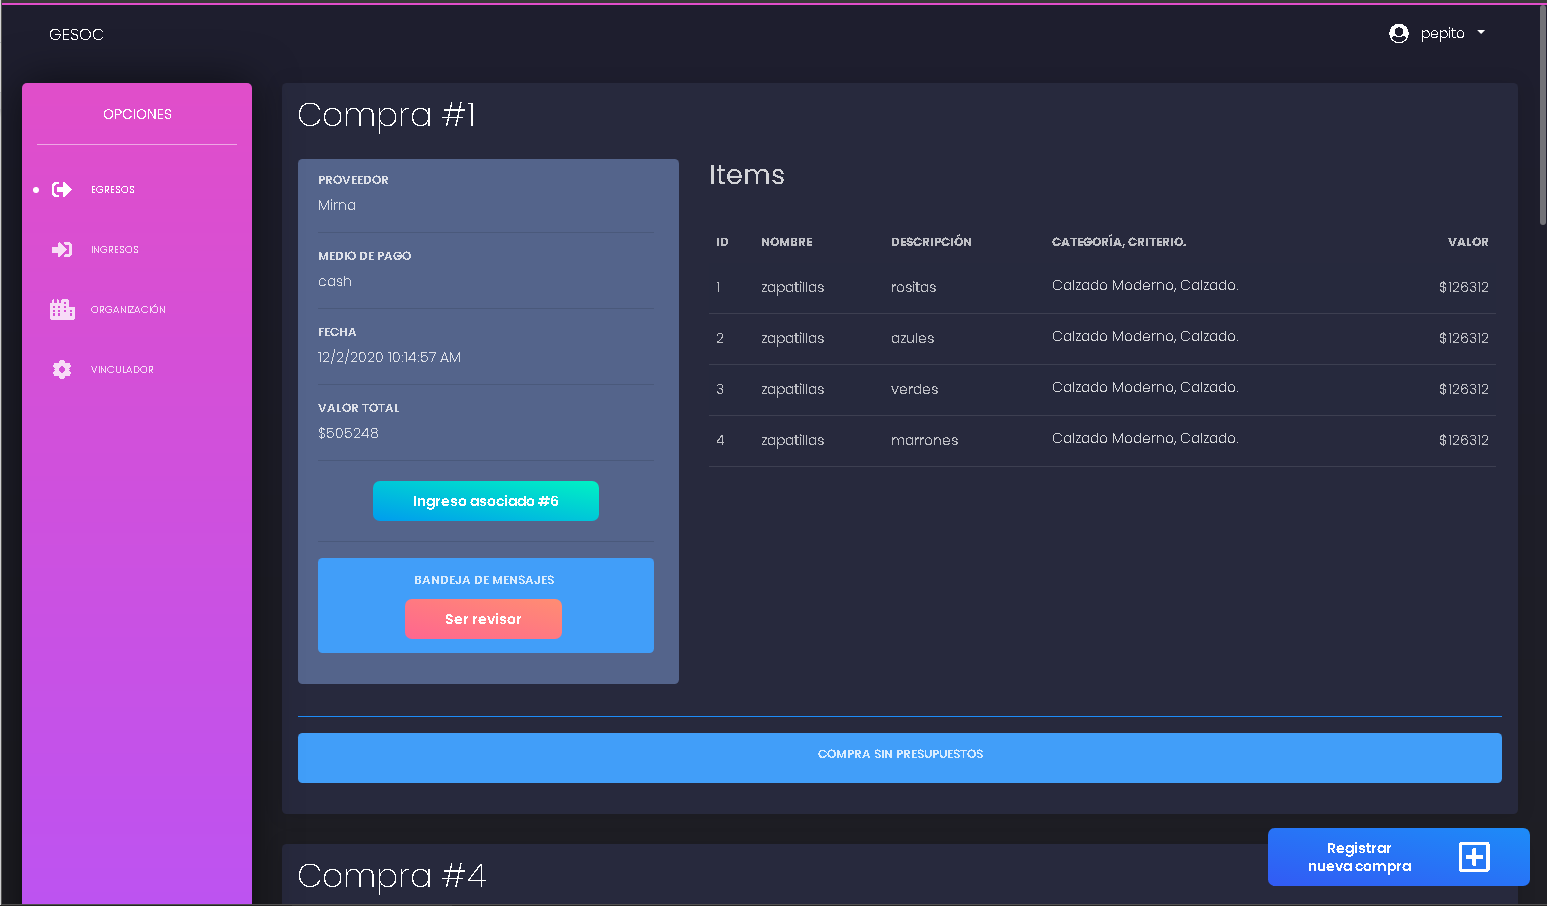 GESOC
pepito
OPCIONES
EGRESOS
INGRESOS
ORGANIZACIÓN
VINCULADOR
Compra #1
PROVEEDOR
Mirna
MEDIO DE PAGO
cash
FECHA
12/2/2020 10:14:57 AM
VALOR TOTAL
$505248
Ingreso asociado #6
BANDEJA DE MENSAJES
Ser revisor
Items
ID NOMBRE DESCRIPCIÓN CATEGORÍA, CRITERIO. VALOR
1 zapatillas rositas Calzado Moderno, Calzado. $126312
2 zapatillas azules Calzado Moderno, Calzado. $126312
3 zapatillas verdes Calzado Moderno, Calzado. $126312
4 zapatillas marrones Calzado Moderno, Calzado. $126312
COMPRA SIN PRESUPUESTOS
Compra #4
Registrar
nueva compra